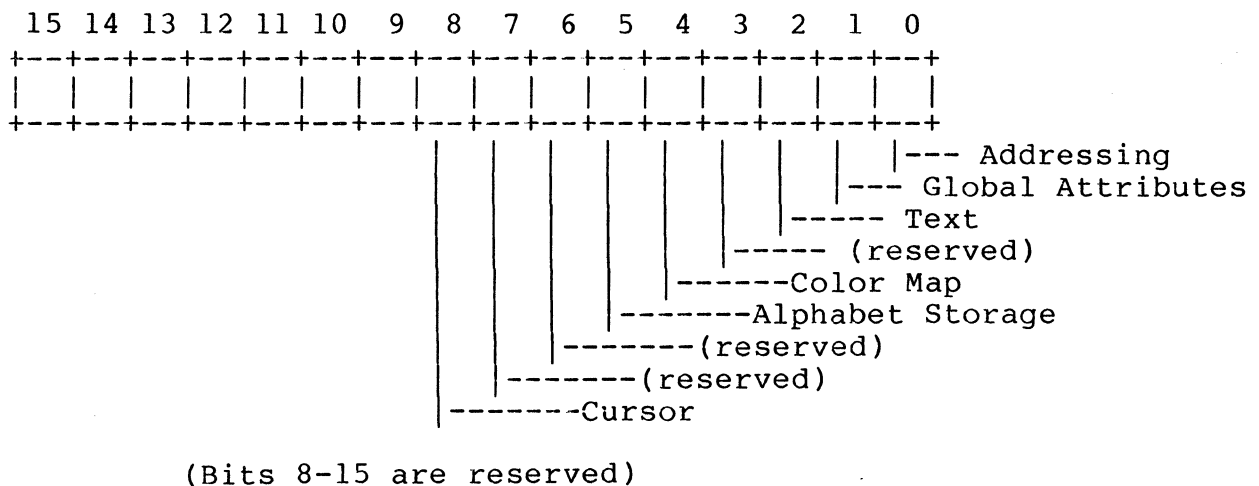 15 14 13 12 11 10 9 8 7 6 5 4 3 2 1 0
+--+--+--+--+--+--+--+--+--+--+--+--+--+--+--+--+
| | | | | | | | | | | | | | | | |
+--+--+--+--+--+--+--+--+--+--+--+--+--+--+--+--+
|--- Addressing
|--- Global Attributes
|----- Text
|----- (reserved)
|------Color Map
|-------Alphabet Storage
|-------(reserved)
|-------(reserved)
|-------Cursor
(Bits 8-15 are reserved)